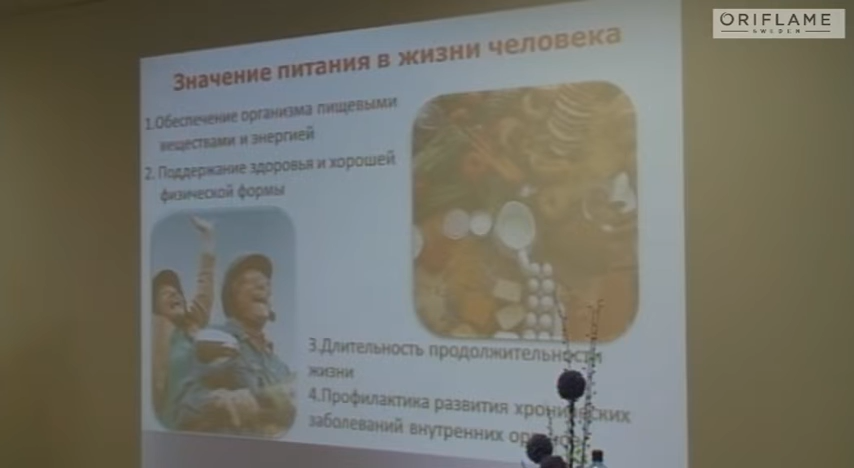 ORIFLAME
SWEDEN
Значение питания в жизни человека
1.Обеспечение организма пищевыми
веществами и энергией
2. Поддержание здоровья и хорошей
физической формы
3.Длительность продолжительности
жизни
4.Профилактика развития хронических
заболеваний внутренних